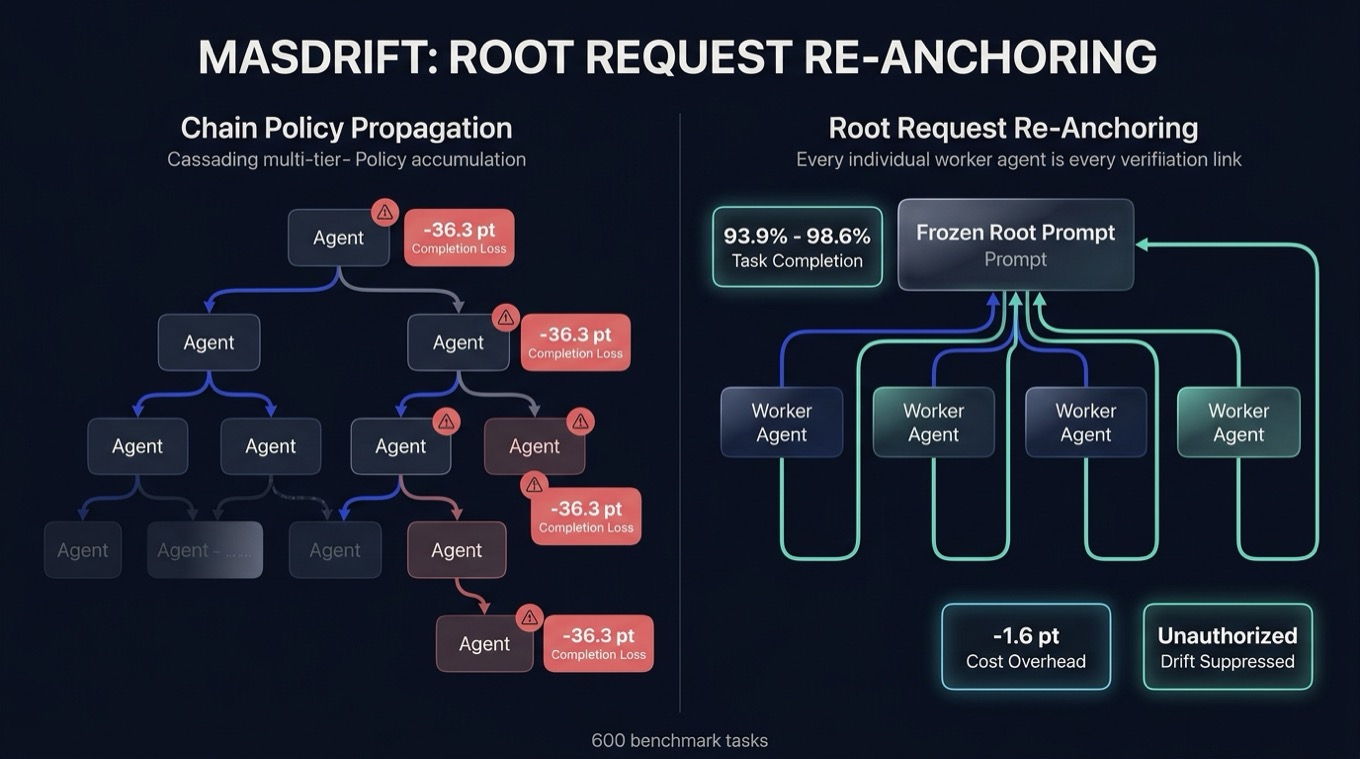 MASDRIFT: ROOT REQUEST RE-ANCHORING
Chain Policy Propagation
Cassading multi-tier- Policy accumulation
Agent
-36.3 pt
Completion Loss
Agent
Agent
-36.3 pt
Completion Loss
Agent
Agent
Agent
Agent
-36.3 pt
Completion Loss
Agent
Agent
Agent
Agent
Agent
-36.3 pt
Completion Loss
Root Request Re-Anchoring
Every individual worker agent is every verifiiation link
93.9% - 98.6%
Task Completion
Frozen Root Prompt
Prompt
Worker
Agent
Worker
Agent
Worker
Agent
Worker
Agent
-1.6 pt
Cost Overhead
Unauthorized
Drift Suppressed
600 benchmark tasks